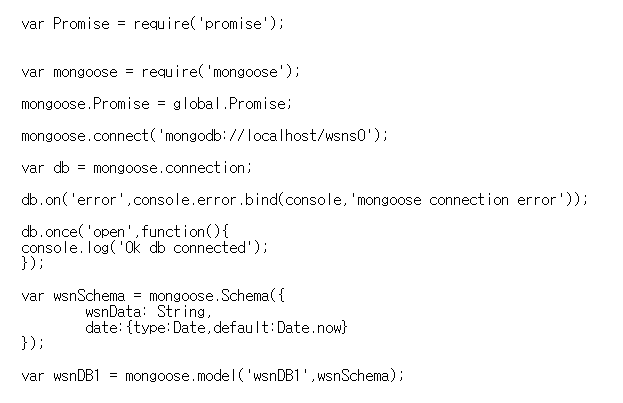 var Promise = require('promise');
var mongoose = require('mongoose');
mongoose.Promise = global.Promise;
mongoose.connect('mongodb://localhost/wsns0');
var db = mongoose.connection;
db.on('error',console.error.bind(console,'mongoose connection error'));
db.once('open',function(){
console.log('Ok db connected');
});
var wsnSchema = mongoose.Schema({
        wsnData: String,
        date:{type:Date,default:Date.now}
});
var wsnDB1 = mongoose.model('wsnDB1',wsnSchema);